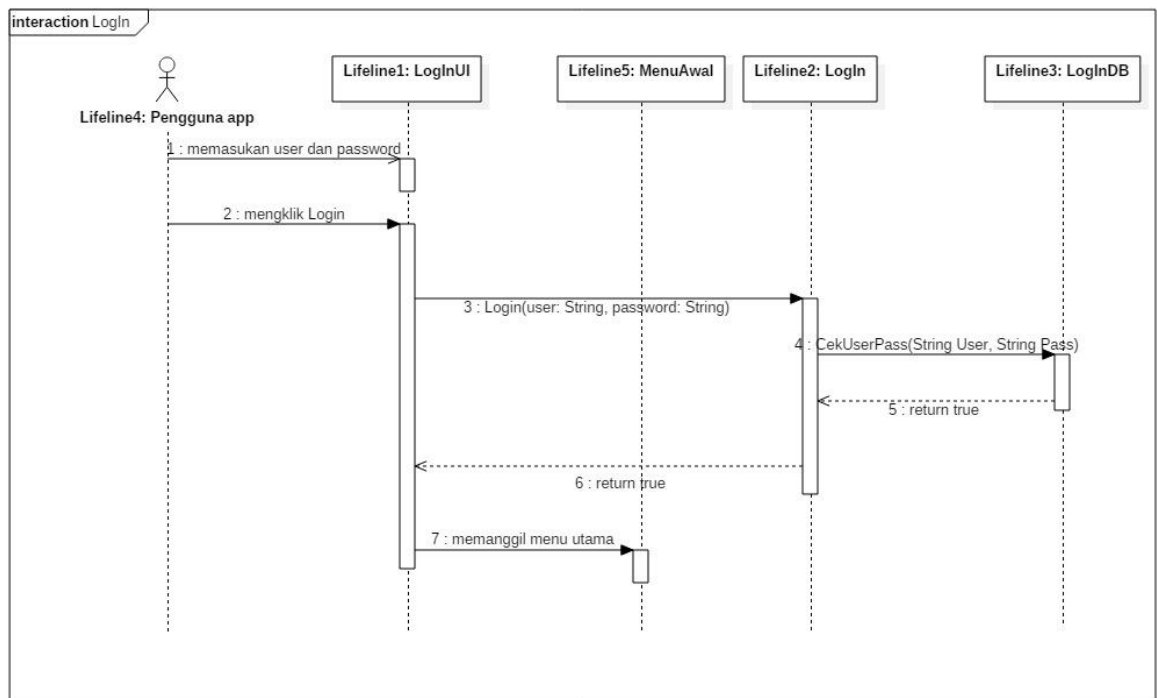 interaction LogIn
Lifeline1: LogInUI
Lifeline5: MenuAwal
Lifeline2: LogIn
Lifeline3: LogInDB
Lifeline4: Pengguna app
1 : memasukan user dan password
2 : mengklik Login
3 : Login(user: String, password: String)
4 : CekUserPass(String User, String Pass)
5 : return true
6 : return true
7 : memanggil menu utama